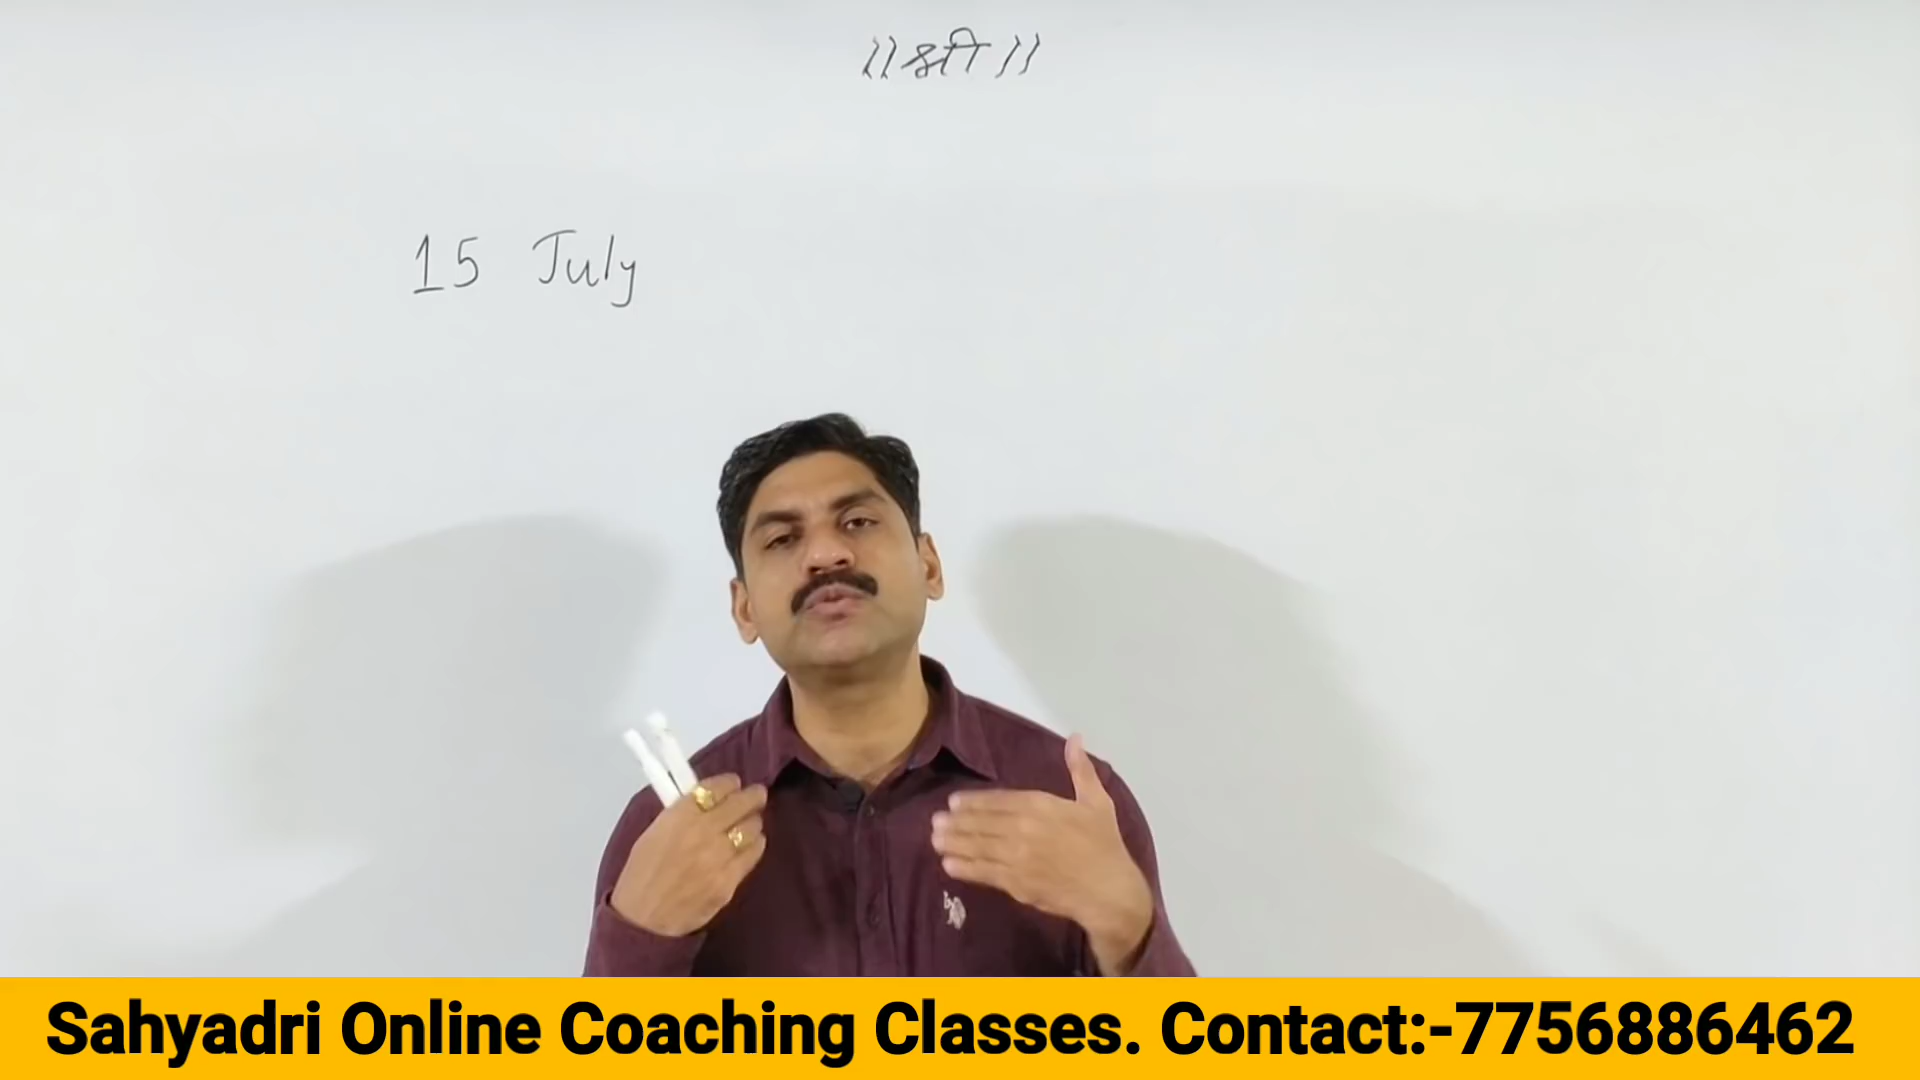 ॥ श्री ॥
15 July
Sahyadri Online Coaching Classes. Contact:-7756886462